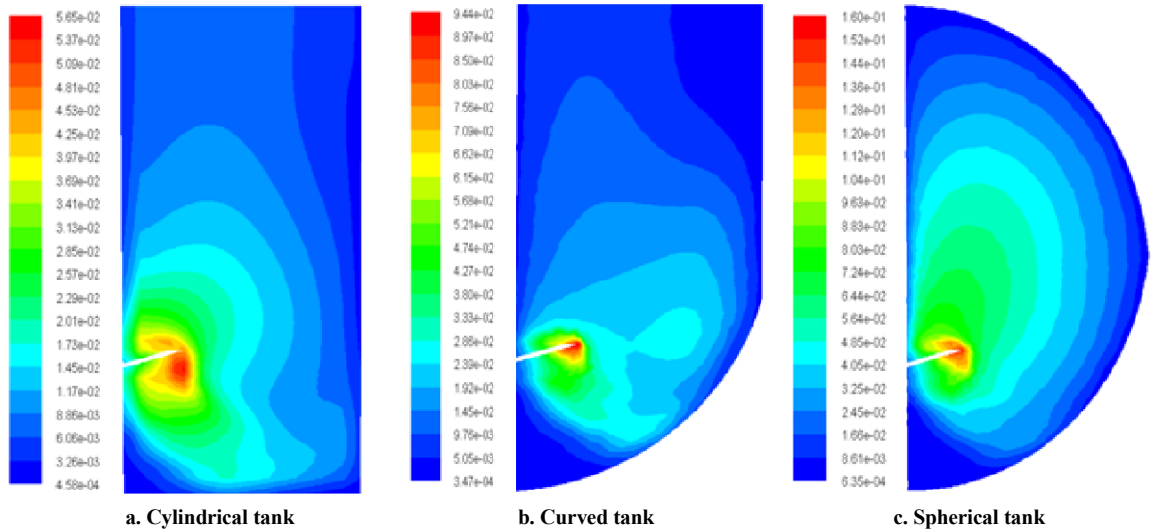 5.65e-02
5.37e-02
5.09e-02
4.81e-02
4.53e-02
4.25e-02
3.97e-02
3.69e-02
3.41e-02
3.13e-02
2.85e-02
2.57e-02
2.29e-02
2.01e-02
1.73e-02
1.45e-02
1.17e-02
8.86e-03
6.06e-03
3.26e-03
4.58e-04
a. Cylindrical tank
9.44e-02
8.97e-02
8.50e-02
8.03e-02
7.56e-02
7.09e-02
6.62e-02
6.15e-02
5.68e-02
5.21e-02
4.74e-02
4.27e-02
3.80e-02
3.33e-02
2.86e-02
2.39e-02
1.92e-02
1.45e-02
9.76e-03
5.05e-03
3.47e-04
b. Curved tank
1.60e-01
1.52e-01
1.44e-01
1.36e-01
1.28e-01
1.20e-01
1.12e-01
1.04e-01
9.63e-02
8.83e-02
8.03e-02
7.24e-02
6.44e-02
5.64e-02
4.85e-02
4.05e-02
3.25e-02
2.45e-02
1.66e-02
8.61e-03
6.35e-04
c. Spherical tank